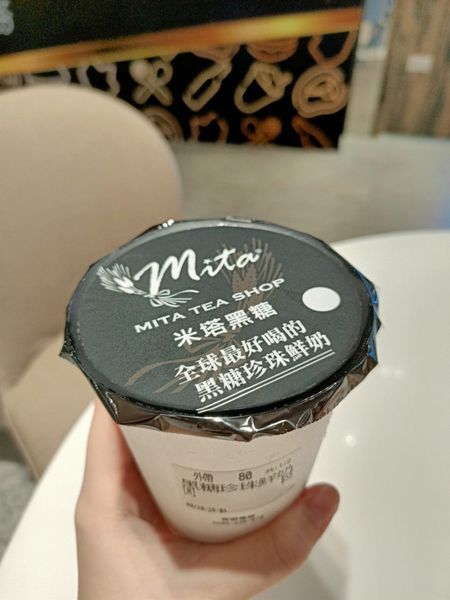 mita
MITA TEA SHOP
米塔黑糖
全球最好喝的
黑糖珍珠鮮奶
外帶 80
黑糖珍珠鮮奶